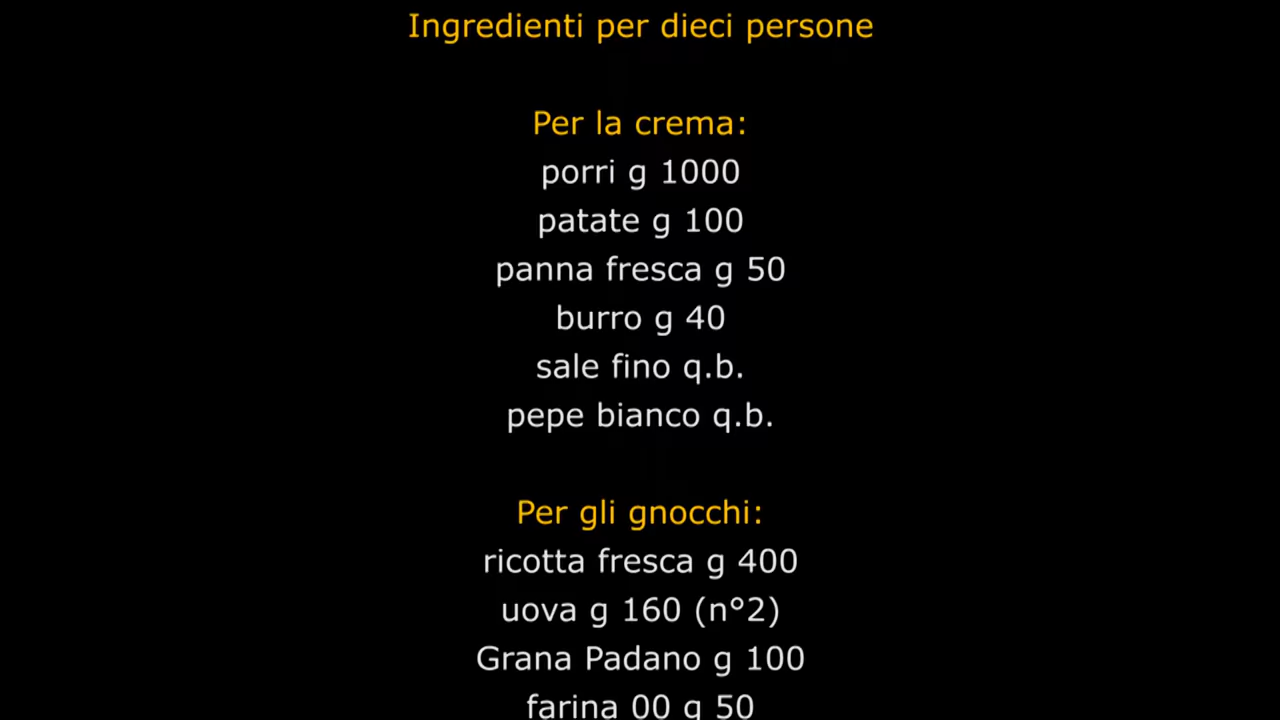 Ingredienti per dieci persone
Per la crema:
porri g 1000
patate g 100
panna fresca g 50
burro g 40
sale fino q.b.
pepe bianco q.b.
Per gli gnocchi:
ricotta fresca g 400
uova g 160 (n°2)
Grana Padano g 100
farina 00 g 50